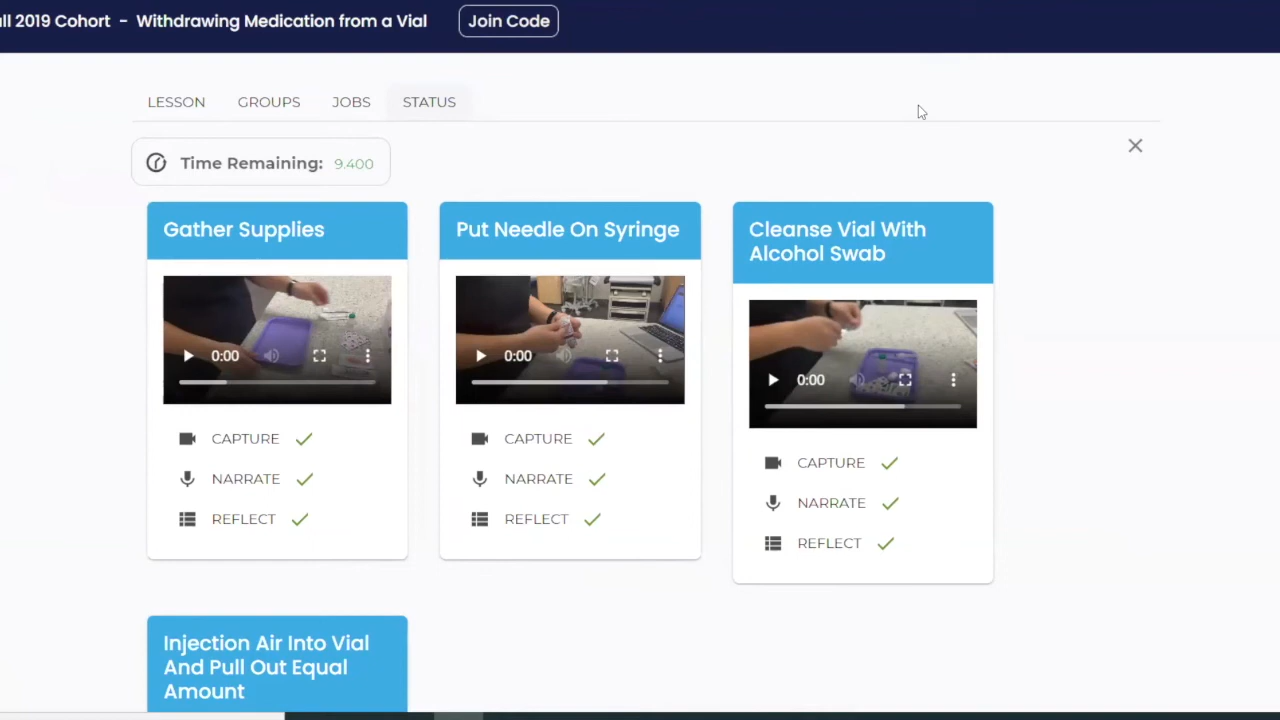 ll 2019 Cohort - Withdrawing Medication from a Vial
Join Code
LESSON
GROUPS
JOBS
STATUS
Time Remaining: 9.400
Gather Supplies
0:00
CAPTURE
NARRATE
REFLECT
Put Needle On Syringe
0:00
CAPTURE
NARRATE
REFLECT
Cleanse Vial With
Alcohol Swab
0:00
CAPTURE
NARRATE
REFLECT
Injection Air Into Vial
And Pull Out Equal
Amount